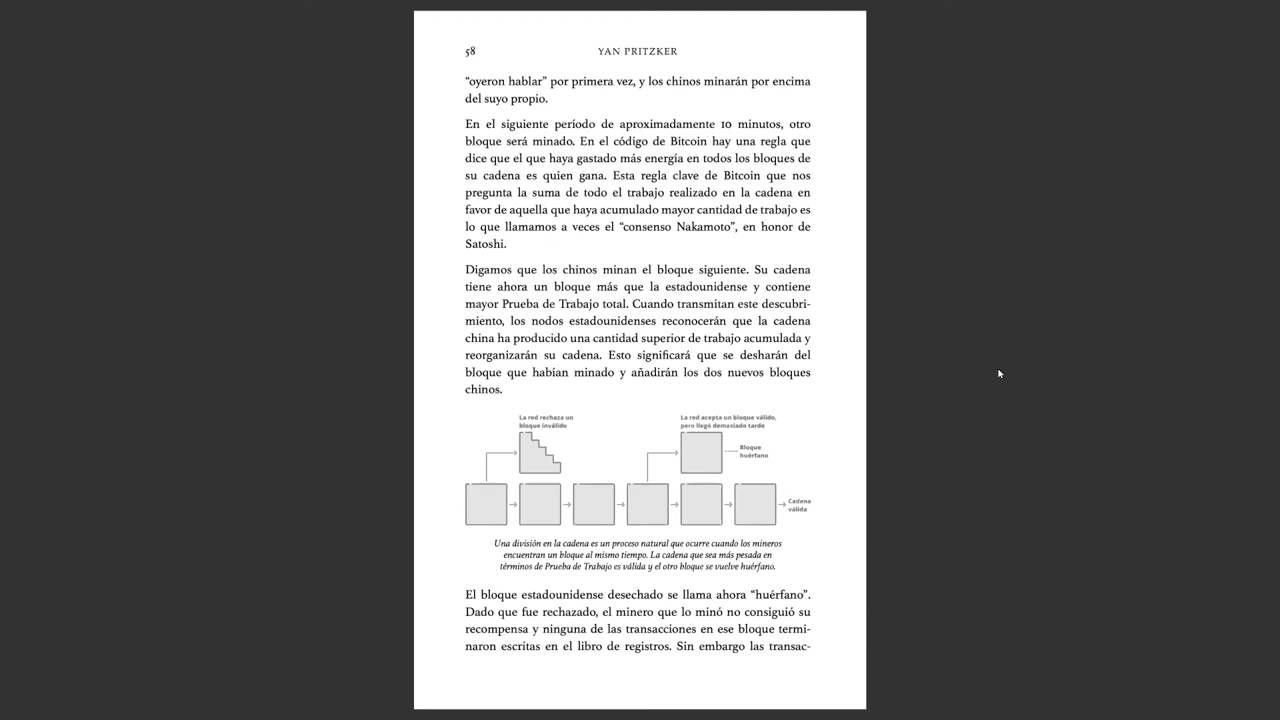 58
YAN PRITZKER
“oyeron hablar” por primera vez, y los chinos minarán por encima
del suyo propio.
En el siguiente período de aproximadamente 10 minutos, otro
bloque será minado. En el código de Bitcoin hay una regla que
dice que el que haya gastado más energía en todos los bloques de
su cadena es quien gana. Esta regla clave de Bitcoin que nos
pregunta la suma de todo el trabajo realizado en la cadena en
favor de aquella que haya acumulado mayor cantidad de trabajo es
lo que llamamos a veces el “consenso Nakamoto”, en honor de
Satoshi.
Digamos que los chinos minan el bloque siguiente. Su cadena
tiene ahora un bloque más que la estadounidense y contiene
mayor Prueba de Trabajo total. Cuando transmitan este descubri-
miento, los nodos estadounidenses reconocerán que la cadena
china ha producido una cantidad superior de trabajo acumulada y
reorganizarán su cadena. Esto significará que se desharán del
bloque que habían minado y añadirán los dos nuevos bloques
chinos.
La red rechaza un
bloque inválido
La red acepta un bloque válido,
pero llegó demasiado tarde
Bloque
huérfano
Cadena
válida
Una división en la cadena es un proceso natural que ocurre cuando los mineros
encuentran un bloque al mismo tiempo. La cadena que sea más pesada en
términos de Prueba de Trabajo es válida y el otro bloque se vuelve huérfano.
El bloque estadounidense desechado se llama ahora “huérfano”.
Dado que fue rechazado, el minero que lo minó no consiguió su
recompensa y ninguna de las transacciones en ese bloque termi-
naron escritas en el libro de registros. Sin embargo las transac-